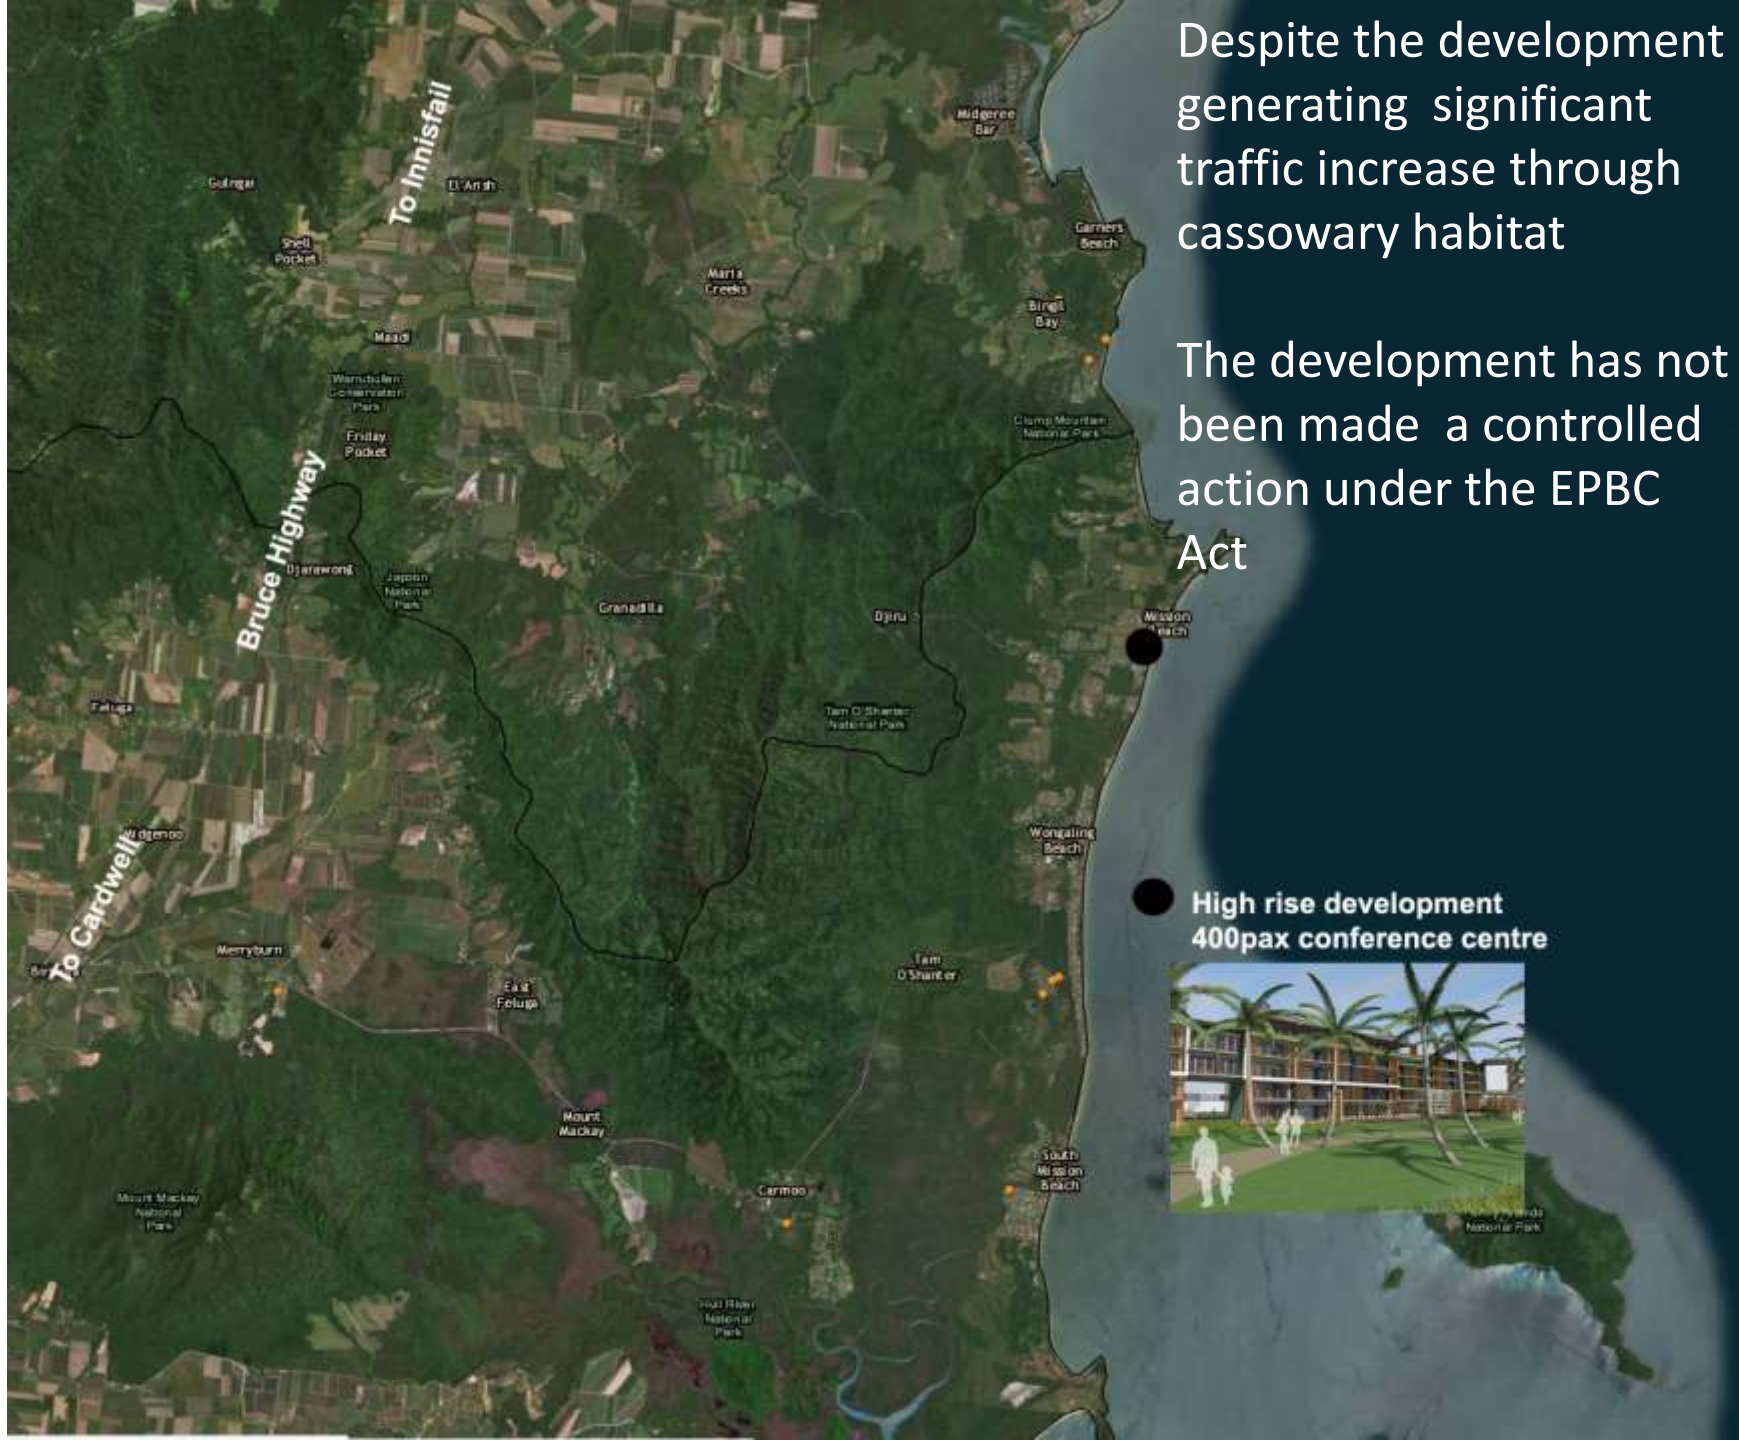 Despite the development
generating  significant
traffic increase through
cassowary habitat
The development has not
been made  a controlled
action under the EPBC
Act
To Innisfail
Bruce Highway
To Cardwell
High rise development
400pax conference centre
Midgeree
Bar
El Arish
Shell
Pocket
Garners
Beach
Maria
Creeks
Bingil
Bay
Maadi
Conservation
Park
Friday
Pocket
Clump Mountain
National Park
Djarawong
Japoon
National
Park
Granadilla
Djiru
Mission
Beach
Feluga
Tam O'Shanter
National Park
Midgenoo
Wongaling
Beach
Merryburn
East
Feluga
Tam
O'Shanter
Mount
Mackay
South
Mission
Beach
Carmoo
Mount Mackay
National
Park
National Park
Hull River
National
Park